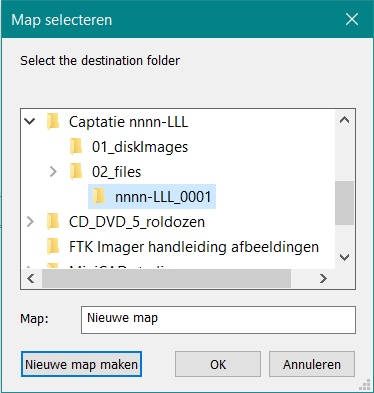 Map selecteren
Select the destination folder
Captatie nnnn-LLL
01_diskImages
02_files
nnnn-LLL_0001
CD_DVD_5_roldozen
FTK Imager handleiding afbeeldingen
Map:
Nieuwe map
Nieuwe map maken
OK
Annuleren